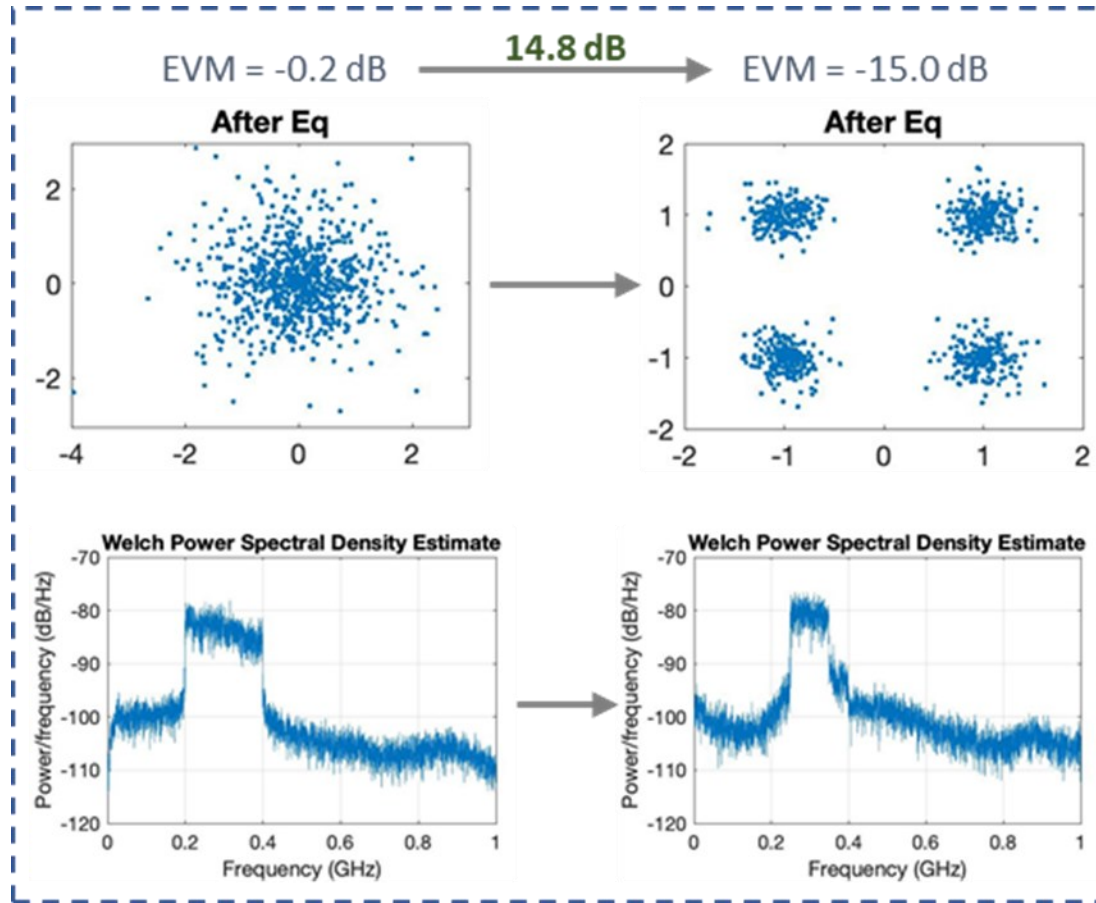 14.8 dB
EVM = -0.2 dB EVM = -15.0 dB
After Eq After Eq
2
0
-2
-4 -2 0 2
2
1
0
-1
-2
-2 -1 0 1 2
Welch Power Spectral Density Estimate Welch Power Spectral Density Estimate
Power/frequency (dB/Hz)
-70
-80
-90
-100
-110
-120
0 0.2 0.4 0.6 0.8 1
Frequency (GHz)
Power/frequency (dB/Hz)
-70
-80
-90
-100
-110
-120
0 0.2 0.4 0.6 0.8 1
Frequency (GHz)